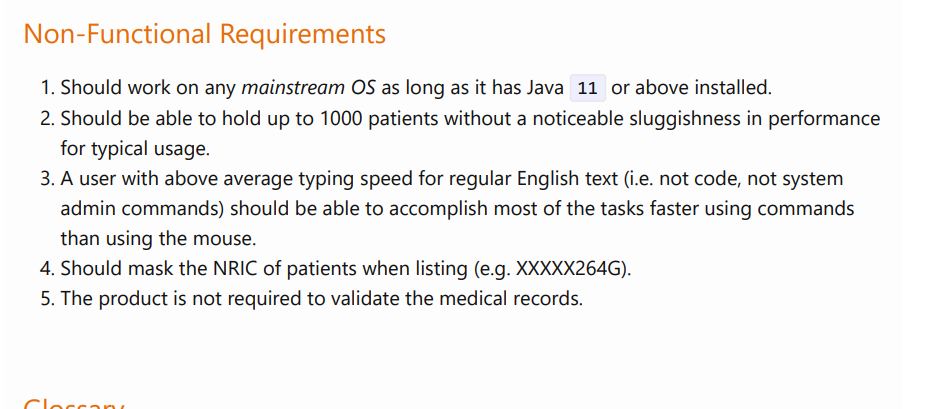 Non-Functional Requirements
1. Should work on any mainstream OS as long as it has Java 11 or above installed.
2. Should be able to hold up to 1000 patients without a noticeable sluggishness in performance
for typical usage.
3. A user with above average typing speed for regular English text (i.e. not code, not system
admin commands) should be able to accomplish most of the tasks faster using commands
than using the mouse.
4. Should mask the NRIC of patients when listing (e.g. XXXXX264G).
5. The product is not required to validate the medical records.
Glossary